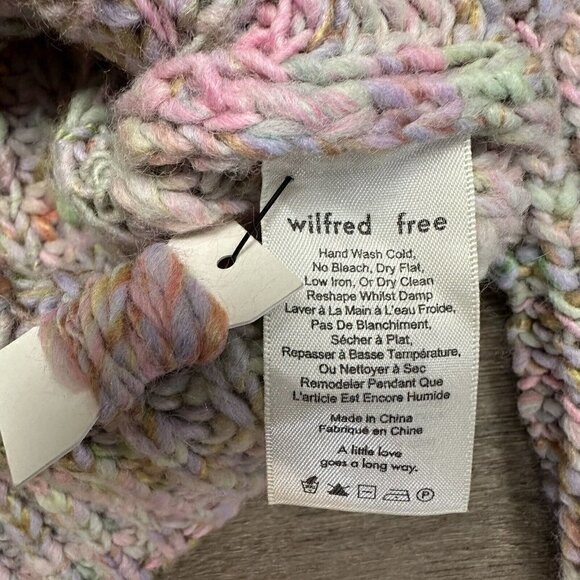 wilfred free
Hand Wash Cold,
No Bleach, Dry Flat,
Low Iron, Or Dry Clean
Reshape Whilst Damp
Laver à La Main à L'eau Froide,
Pas De Blanchiment,
Sécher à Plat,
Repasser à Basse Température,
Ou Nettoyer à Sec
Remodeler Pendant Que
L'article Est Encore Humide
Made in China
Fabriqué en Chine
A little love
goes a long way.
P